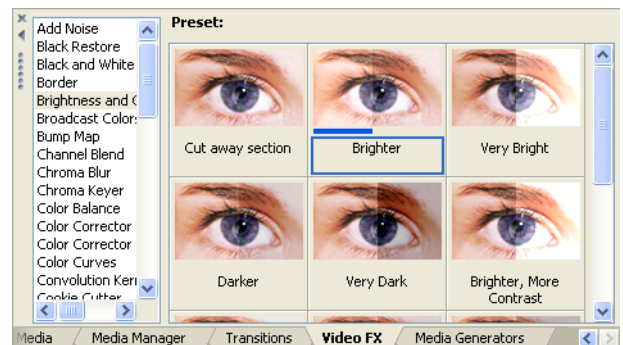 Preset:
Add Noise
Black Restore
Black and White
Border
Brightness and C
Broadcast Colors
Bump Map
Channel Blend
Chroma Blur
Chroma Keyer
Color Balance
Color Corrector
Color Corrector
Color Curves
Convolution Kern
Cookie Cutter
Cut away section
Brighter
Very Bright
Darker
Very Dark
Brighter, More
Contrast
Media
Media Manager
Transitions
Video FX
Media Generators